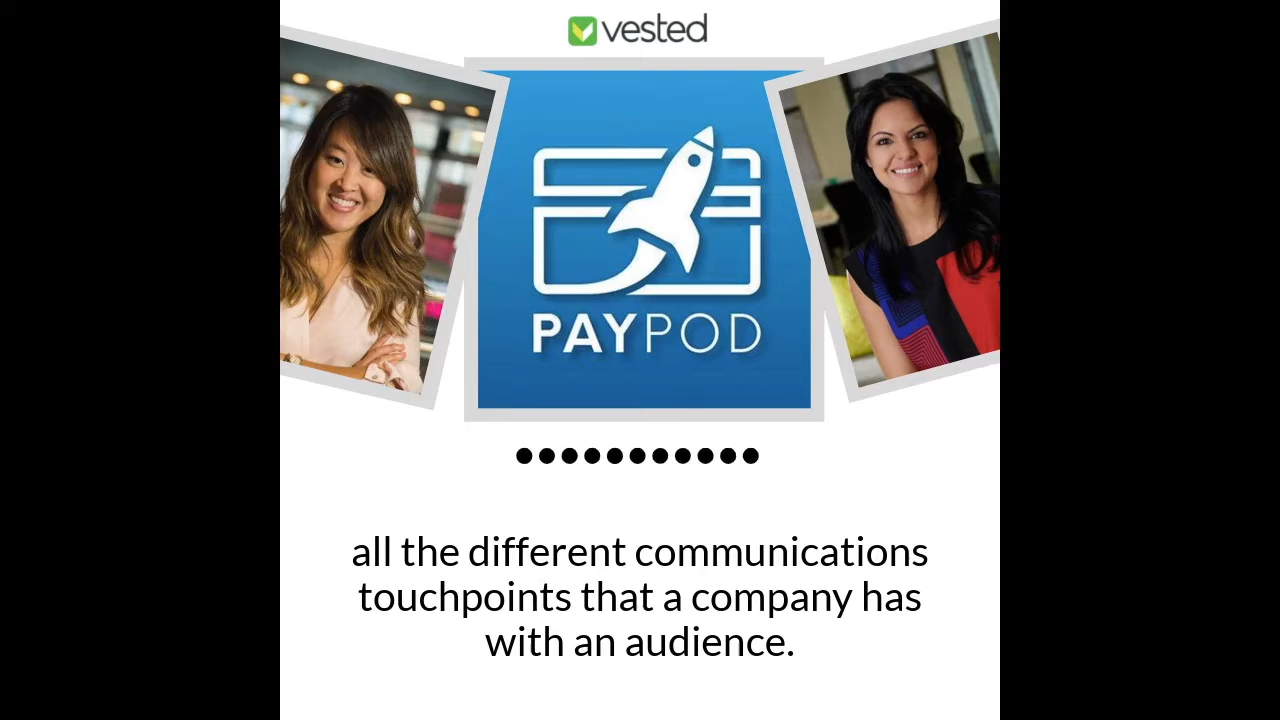 vested
PAYPOD
all the different communications
touchpoints that a company has
with an audience.